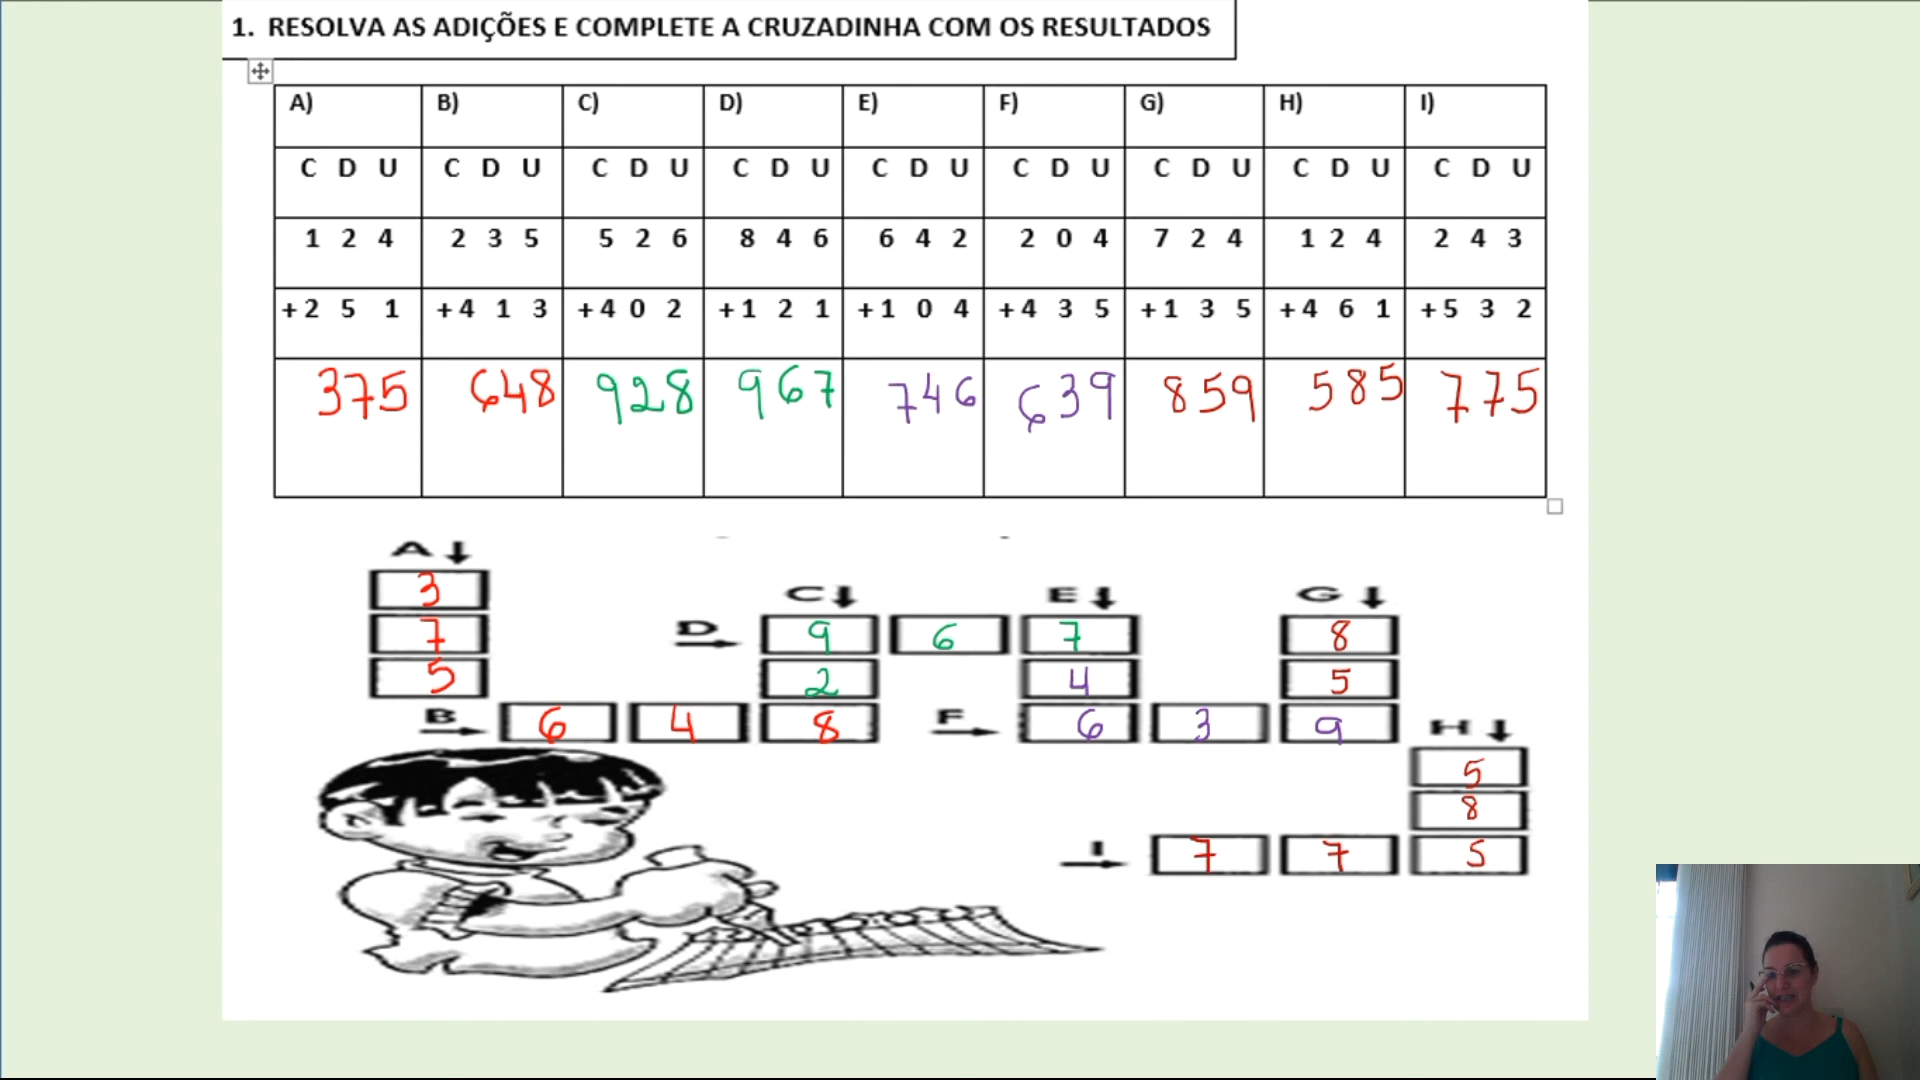 1. RESOLVA AS ADIÇÕES E COMPLETE A CRUZADINHA COM OS RESULTADOS
A) B) C) D) E) F) G) H) I)
C D U C D U C D U C D U C D U C D U C D U C D U C D U
1 2 4 2 3 5 5 2 6 8 4 6 6 4 2 2 0 4 7 2 4 1 2 4 2 4 3
+2 5 1 +4 1 3 +4 0 2 +1 2 1 +1 0 4 +4 3 5 +1 3 5 +4 6 1 +5 3 2
375 648 928 967 746 639 859 585 775
A
3 C E G
7 D 9 6 7 8
5 2 4 5
B 6 4 8 F 6 3 9 H
5
8
I 7 7 5